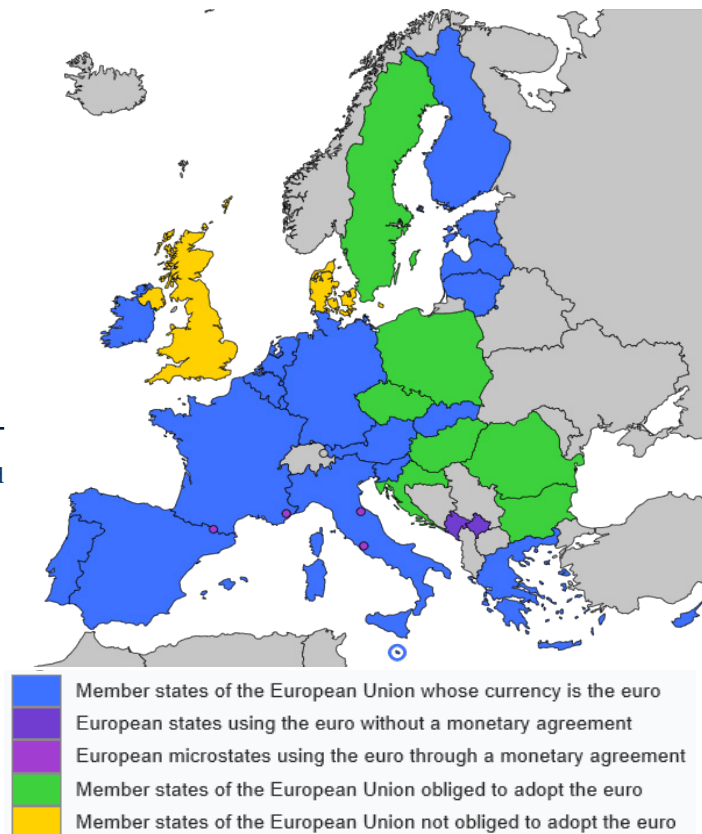 Member states of the European Union whose currency is the euro
European states using the euro without a monetary agreement
European microstates using the euro through a monetary agreement
Member states of the European Union obliged to adopt the euro
Member states of the European Union not obliged to adopt the euro